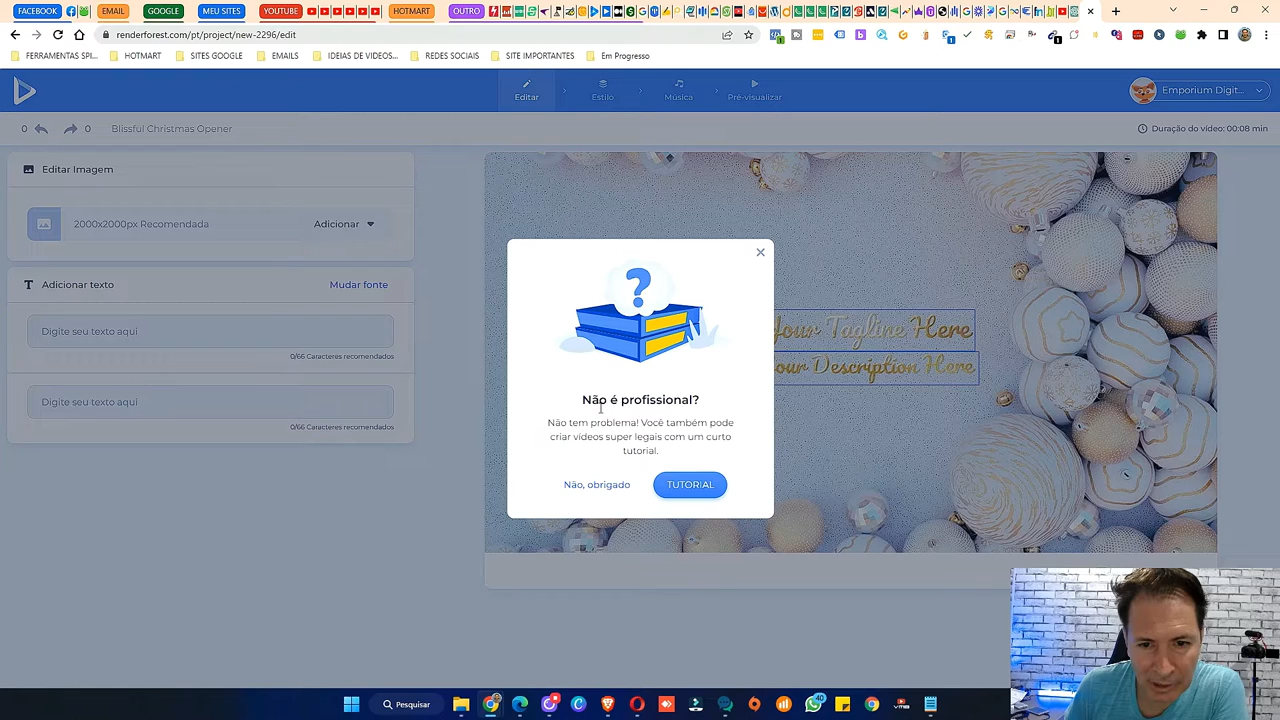 FACEBOOK
EMAIL
GOOGLE
MEU SITES
YOUTUBE
HOTMART
OUTRO
renderforest.com/pt/project/new-2296/edit
FERRAMENTAS SPI...
HOTMART
SITES GOOGLE
EMAILS
IDEIAS DE VIDEOS...
REDES SOCIAIS
SITE IMPORTANTES
Em Progresso
Editar
Estilo
Música
Pré-visualizar
Emporium Digit...
0
0
Blissful Christmas Opener
Duração do vídeo: 00:08 min
Editar Imagem
2000x2000px Recomendada
Adicionar
Adicionar texto
Mudar fonte
Digite seu texto aqui
0/66 Caracteres recomendados
Digite seu texto aqui
0/66 Caracteres recomendados
Your Tagline Here
our Description Here
Não é profissional?
Não tem problema! Você também pode
criar vídeos super legais com um curto
tutorial.
Não, obrigado
TUTORIAL
Pesquisar
40